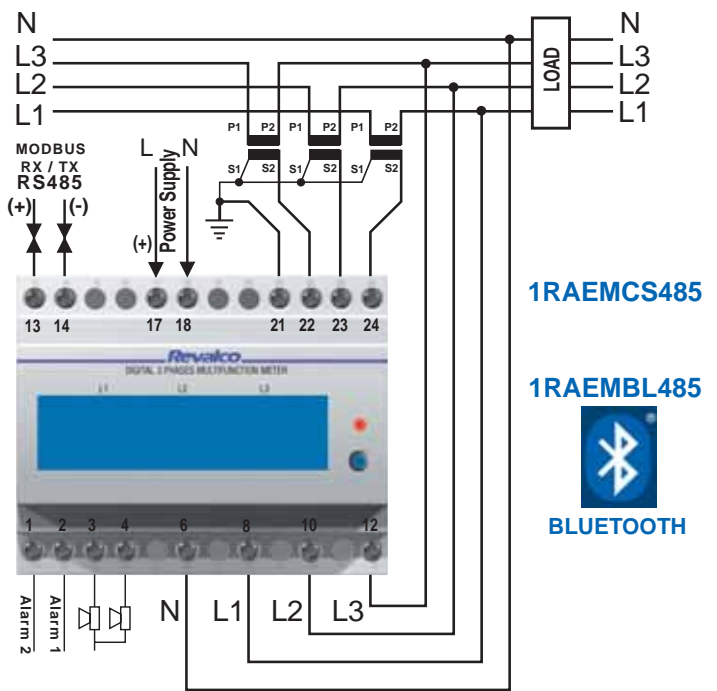 N N
L3 L3
L2 L2
L1 L1
LOAD
P1 P2 P1 P2 P1 P2
S1 S2 S1 S2 S1 S2
MODBUS
RX / TX
RS485
(+) (-)
L N
Power Supply
(+)
13 14 17 18 21 22 23 24
1RAEMCS485
Revalco
DIGITAL 3 PHASES MULTIFUNCTION METER
L1 L2 L3
1RAEMBL485
BLUETOOTH
1 2 3 4 6 8 10 12
Alarm 2
Alarm 1
N L1 L2 L3